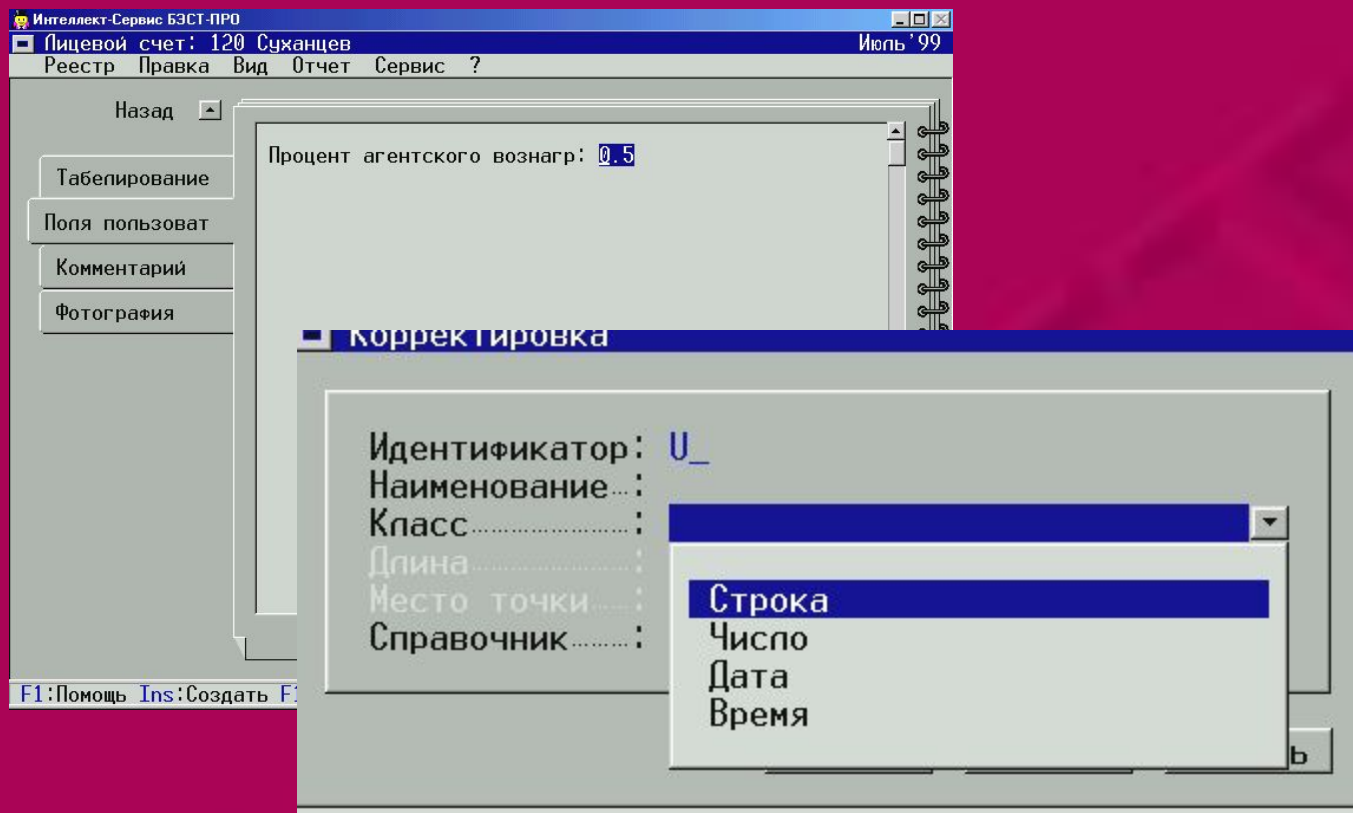 Интеллект-Сервис БЭСТ-ПРО
Лицевой счет: 120 Суханцев Июль'99
Реестр Правка Вид Отчет Сервис ?
Назад
Процент агентского вознагр: 0.5
Табелирование
Поля пользоват
Комментарий
Фотография
Корректировка
Идентификатор: U_
Наименование:
Класс:
Длина:
Место точки:
Справочник:
Строка
Число
Дата
Время
F1:Помощь Ins:Создать